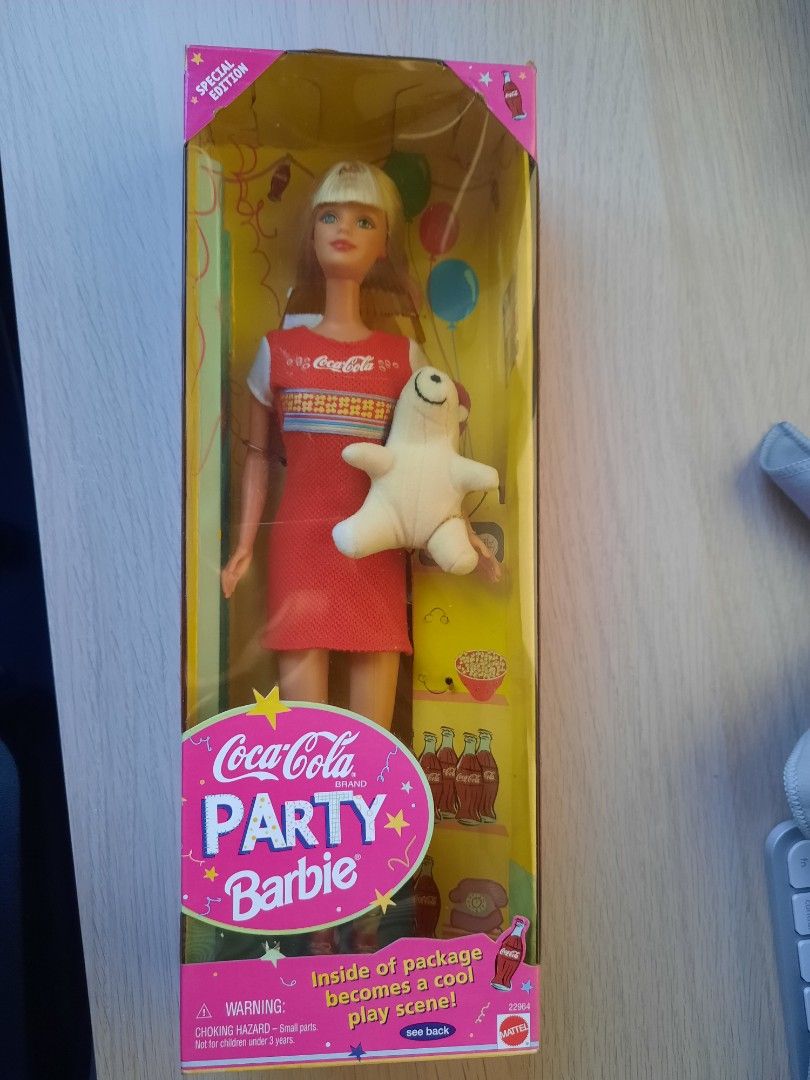 SPECIAL
EDITION
Coca-Cola
Coca-Cola
BRAND
PARTY
Barbie®
Inside of package
becomes a cool
play scene!
see back
⚠ WARNING:
CHOKING HAZARD – Small parts.
Not for children under 3 years.
22964
MATTEL
fn